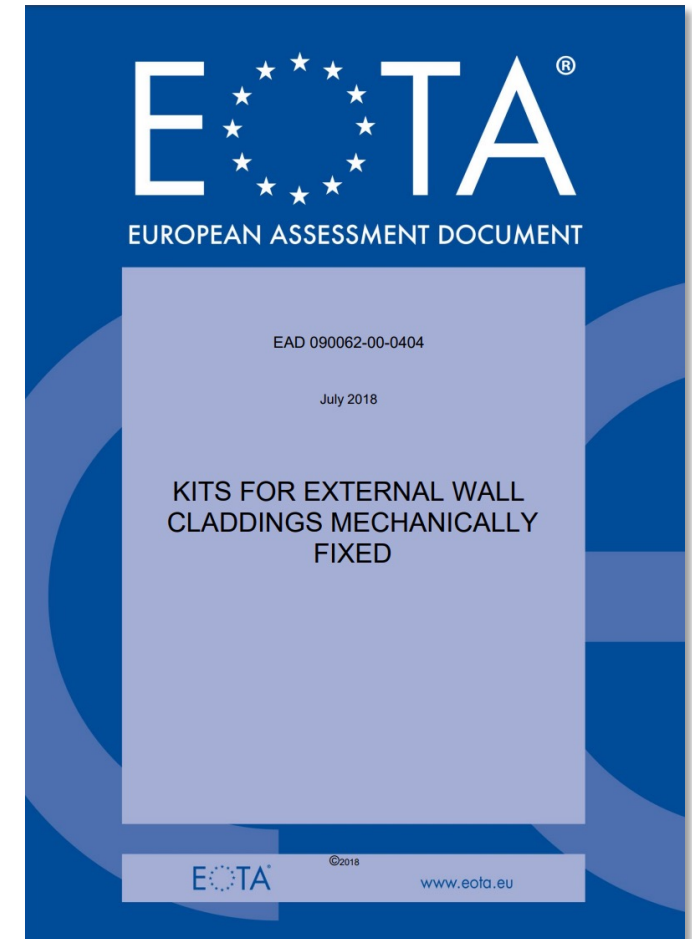 EOTA®
EUROPEAN ASSESSMENT DOCUMENT
EAD 090062-00-0404
July 2018
KITS FOR EXTERNAL WALL
CLADDINGS MECHANICALLY
FIXED
©2018
EOTA
www.eota.eu